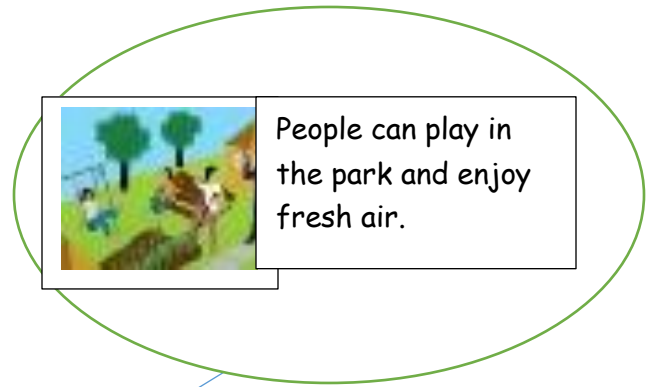 People can play in
the park and enjoy
fresh air.